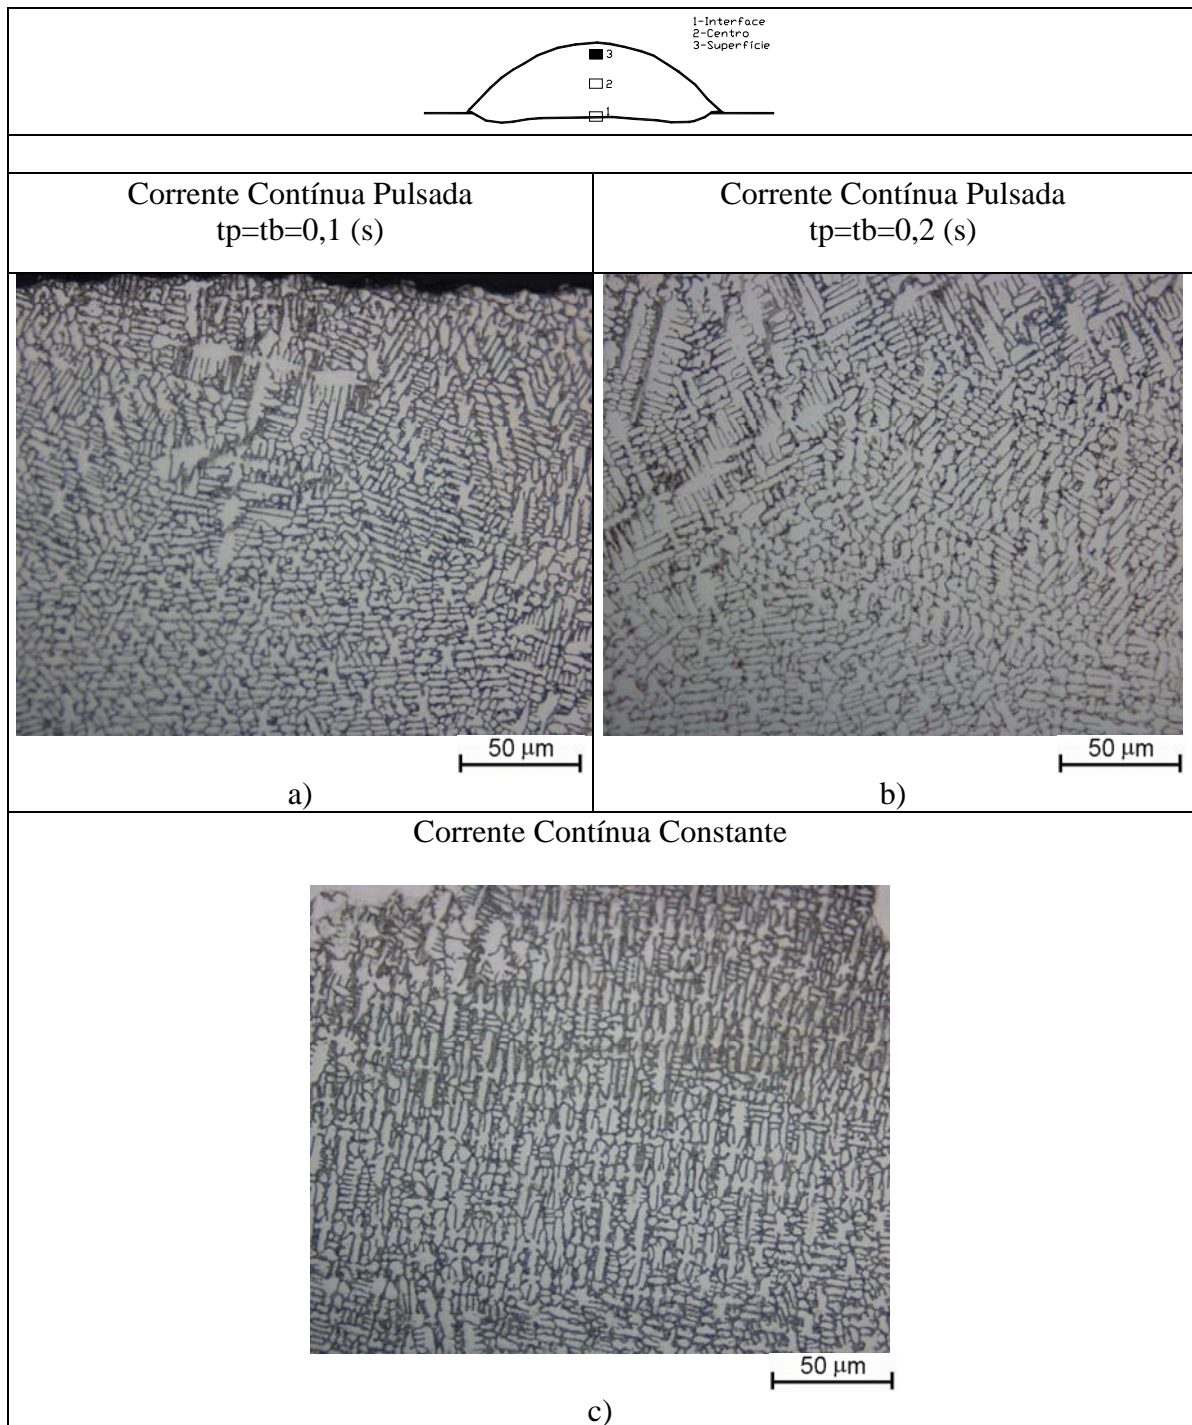 1-Interface
2-Centro
3-Superfície
3
2
1
Corrente Contínua Pulsada
tp=tb=0,1 (s)
Corrente Contínua Pulsada
tp=tb=0,2 (s)
50 µm
a)
50 µm
b)
Corrente Contínua Constante
50 µm
c)